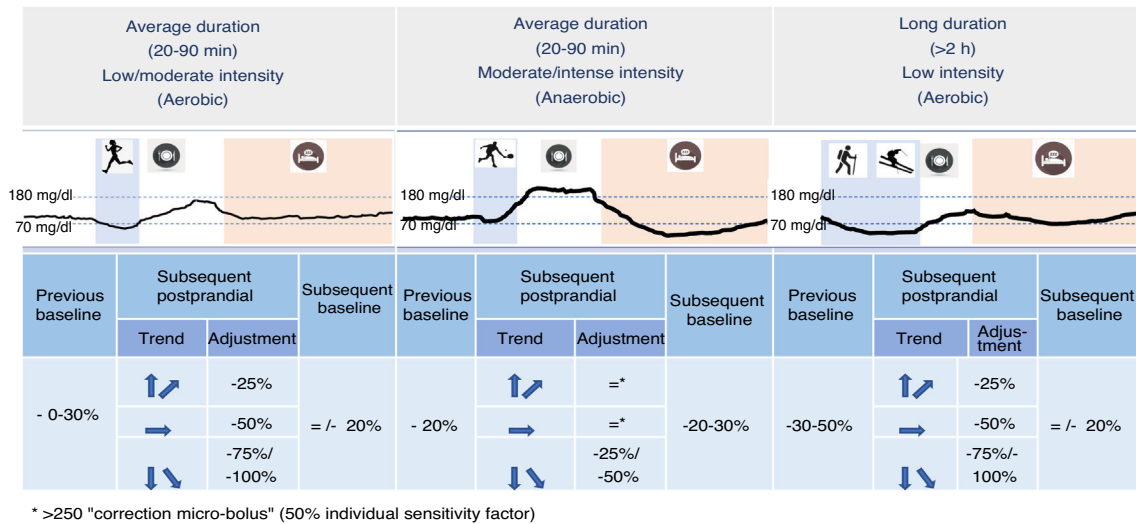 Average duration
(20-90 min)
Low/moderate intensity
(Aerobic)
Average duration
(20-90 min)
Moderate/intense intensity
(Anaerobic)
Long duration
(>2 h)
Low intensity
(Aerobic)
180 mg/dl
70 mg/dl
180 mg/dl
70 mg/dl
180 mg/dl
70 mg/dl
Previous
baseline
Subsequent
postprandial
Trend
Adjustment
Subsequent
baseline
Previous
baseline
Subsequent
postprandial
Trend
Adjustment
Subsequent
baseline
Previous
baseline
Subsequent
postprandial
Trend
Adjus-
tment
Subsequent
baseline
- 0-30%
-25%
-50%
-75%/
-100%
= /- 20%
- 20%
=*
=*
-25%/
-50%
-20-30%
-30-50%
-25%
-50%
-75%/-
100%
= /- 20%
* >250 "correction micro-bolus" (50% individual sensitivity factor)